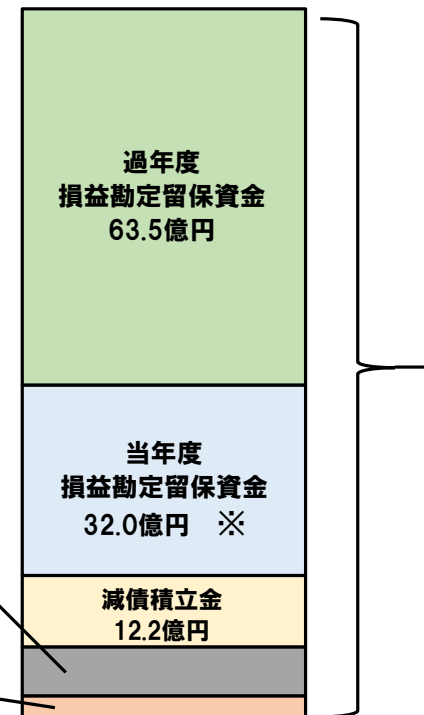 過年度
損益勘定留保資金
63.5億円
当年度
損益勘定留保資金
32.0億円　※
減債積立金
12.2億円